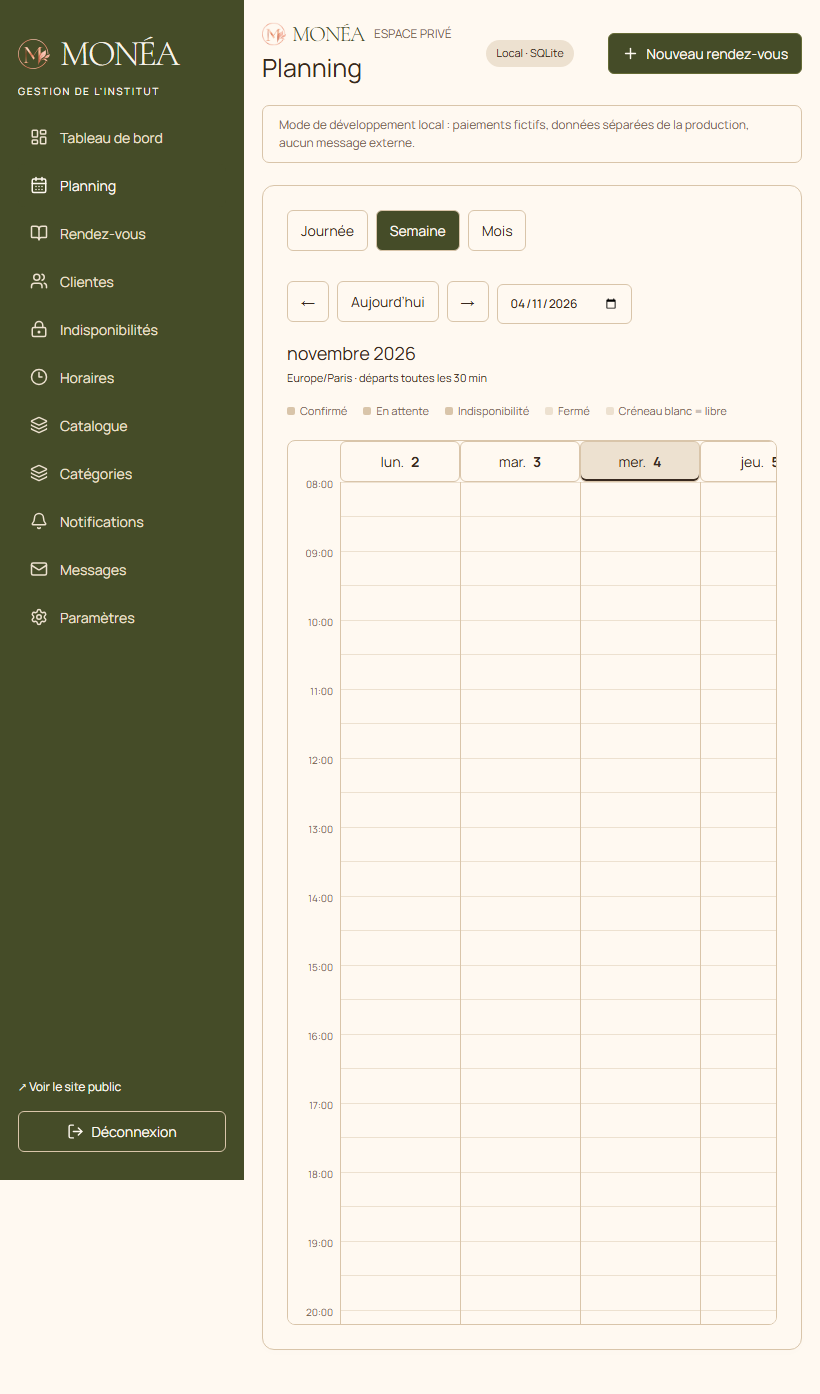 MONÉA
GESTION DE L'INSTITUT
Tableau de bord
Planning
Rendez-vous
Clientes
Indisponibilités
Horaires
Catalogue
Catégories
Notifications
Messages
Paramètres
↗ Voir le site public
Déconnexion
MONÉA ESPACE PRIVÉ
Planning
Local · SQLite
+ Nouveau rendez-vous
Mode de développement local : paiements fictifs, données séparées de la production,
aucun message externe.
Journée Semaine Mois
← Aujourd'hui → 04/11/2026
novembre 2026
Europe/Paris · départs toutes les 30 min
Confirmé En attente Indisponibilité Fermé Créneau blanc = libre
lun. 2 mar. 3 mer. 4 jeu. 5
08:00
09:00
10:00
11:00
12:00
13:00
14:00
15:00
16:00
17:00
18:00
19:00
20:00